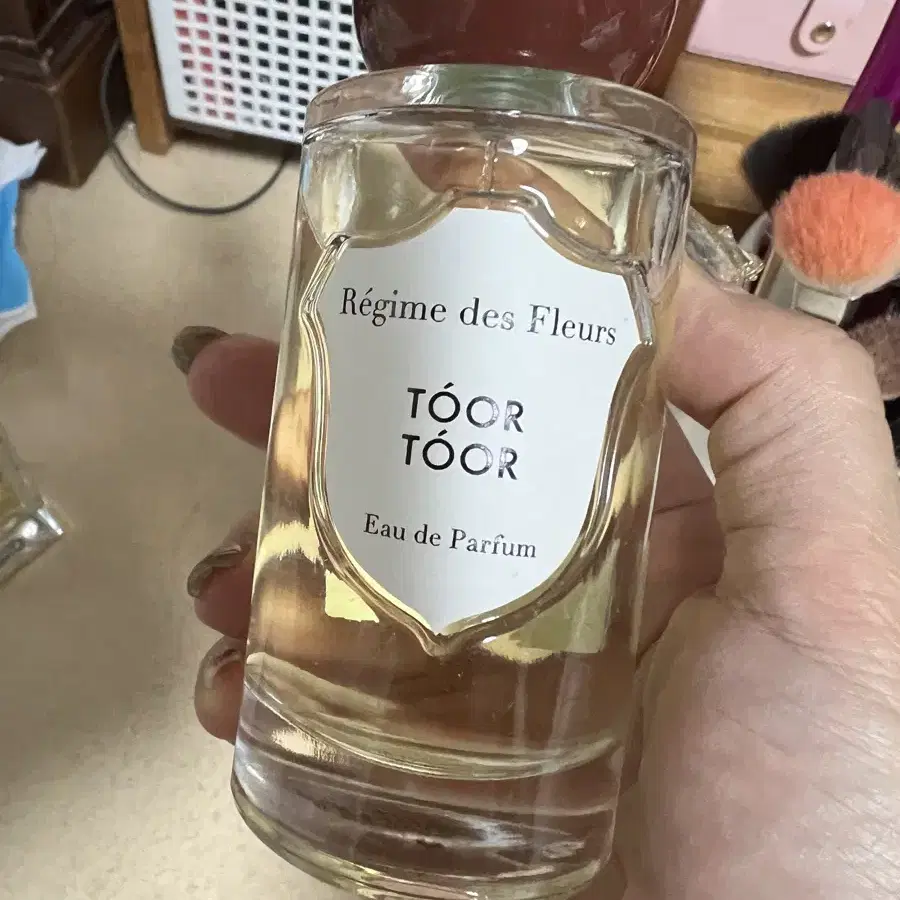 Régime des Fleurs
TÓOR
TÓOR
Eau de Parfum